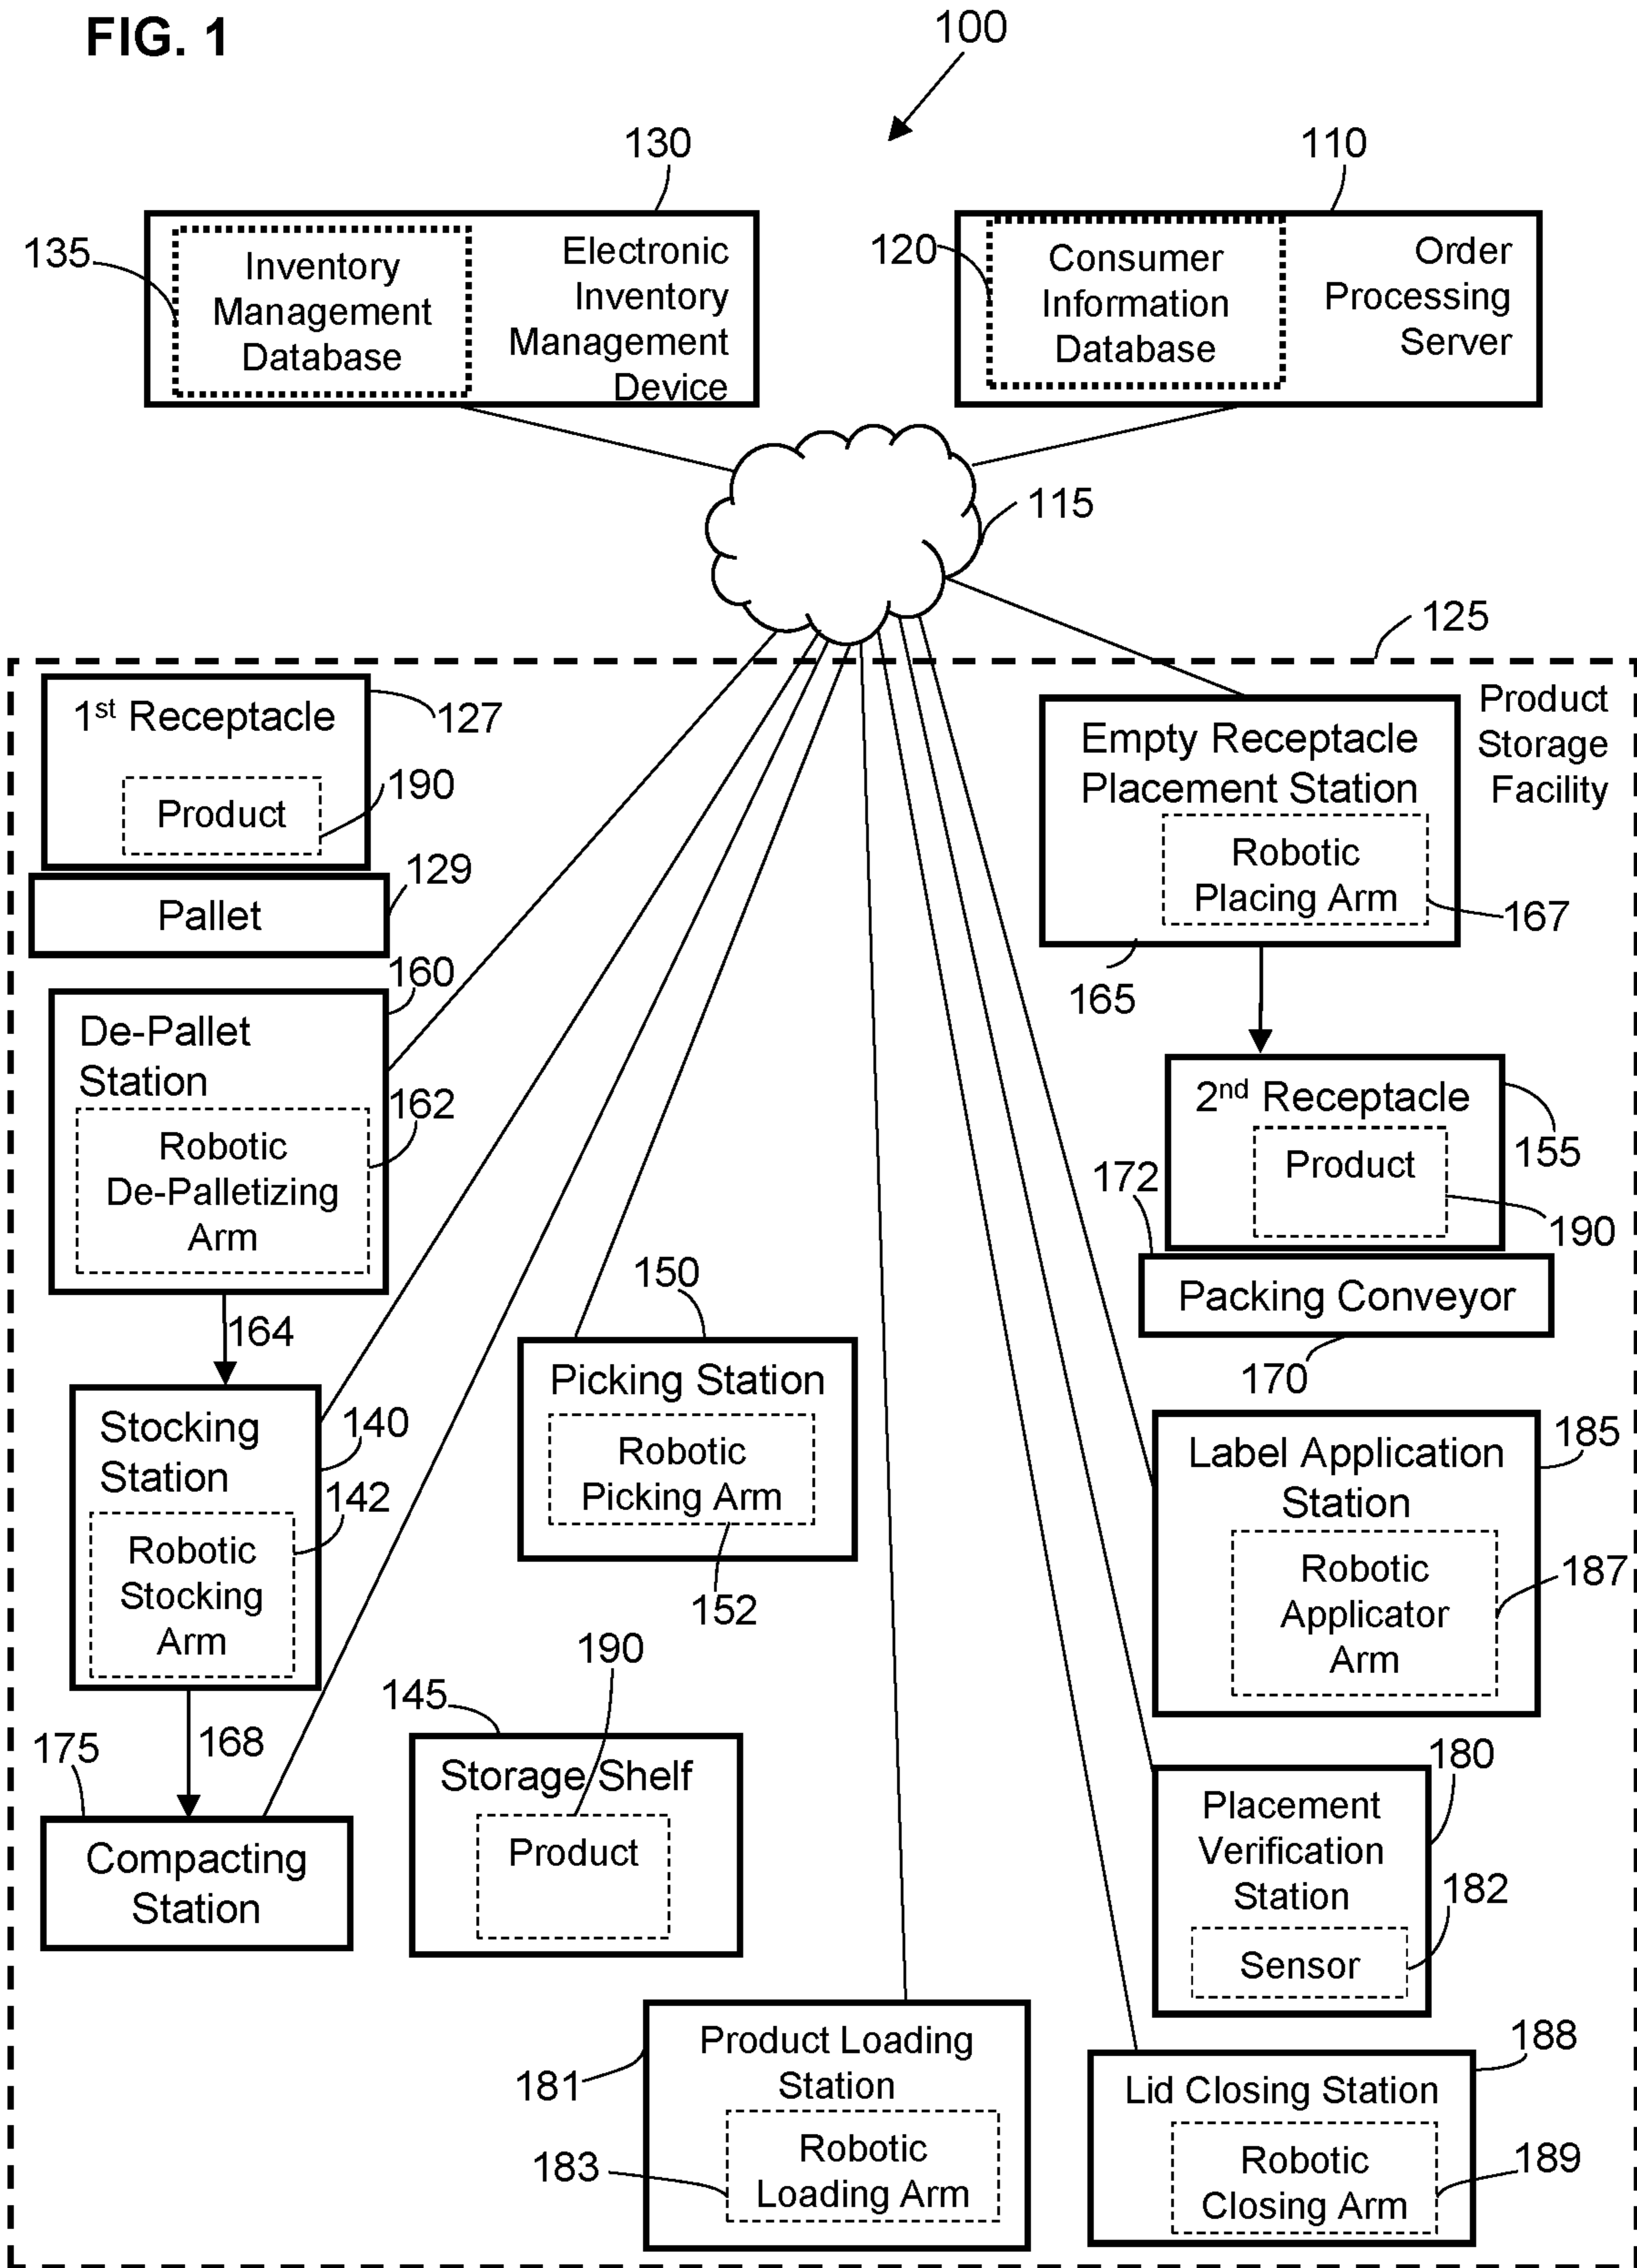 FIG. 1
100
130
110
135
Inventory
Management
Database
Electronic
Inventory
Management
Device
120
Consumer
Information
Database
Order
Processing
Server
115
125
Product
Storage
Facility
1st Receptacle
127
Product
190
129
Pallet
160
De-Pallet
Station
162
Robotic
De-Palletizing
Arm
164
Stocking
Station
140
142
Robotic
Stocking
Arm
168
175
Compacting
Station
150
Picking Station
Robotic
Picking Arm
152
190
145
Storage Shelf
Product
181
Product Loading
Station
183
Robotic
Loading Arm
Empty Receptacle
Placement Station
Robotic
Placing Arm
167
165
2nd Receptacle
155
Product
172
190
Packing Conveyor
170
185
Label Application
Station
Robotic
Applicator
Arm
187
180
Placement
Verification
Station
182
Sensor
188
Lid Closing Station
Robotic
Closing Arm
189